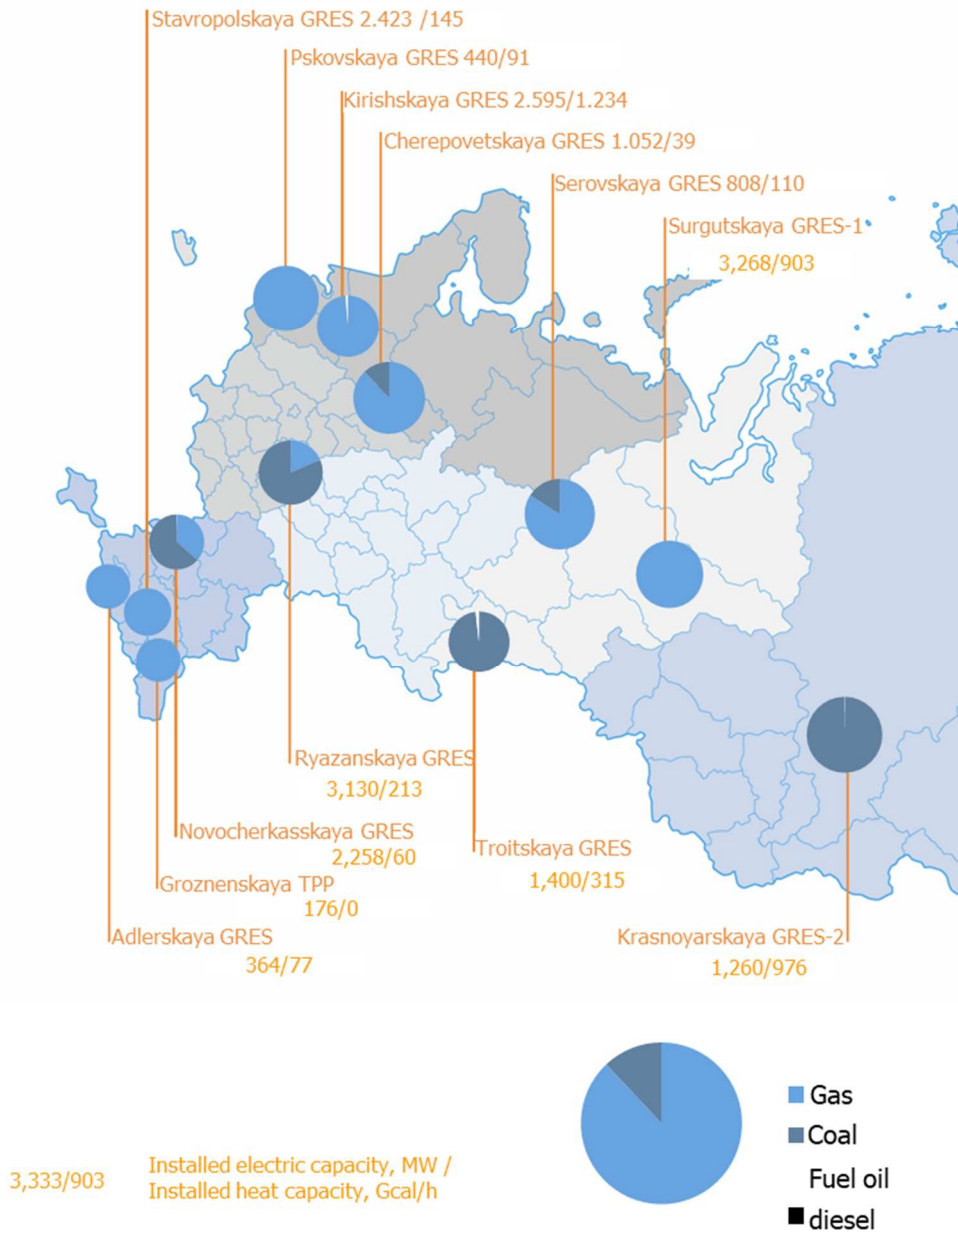 Stavropolskaya GRES 2.423 /145
Pskovskaya GRES 440/91
Kirishskaya GRES 2.595/1.234
Cherepovetskaya GRES 1.052/39
Serovskaya GRES 808/110
Surgutskaya GRES-1
3,268/903
Ryazanskaya GRES
3,130/213
Novocherkasskaya GRES
2,258/60
Troitskaya GRES
1,400/315
Groznenskaya TPP
176/0
Adlerskaya GRES
364/77
Krasnoyarskaya GRES-2
1,260/976
Gas
Coal
Fuel oil
diesel
3,333/903
Installed electric capacity, MW /
Installed heat capacity, Gcal/h